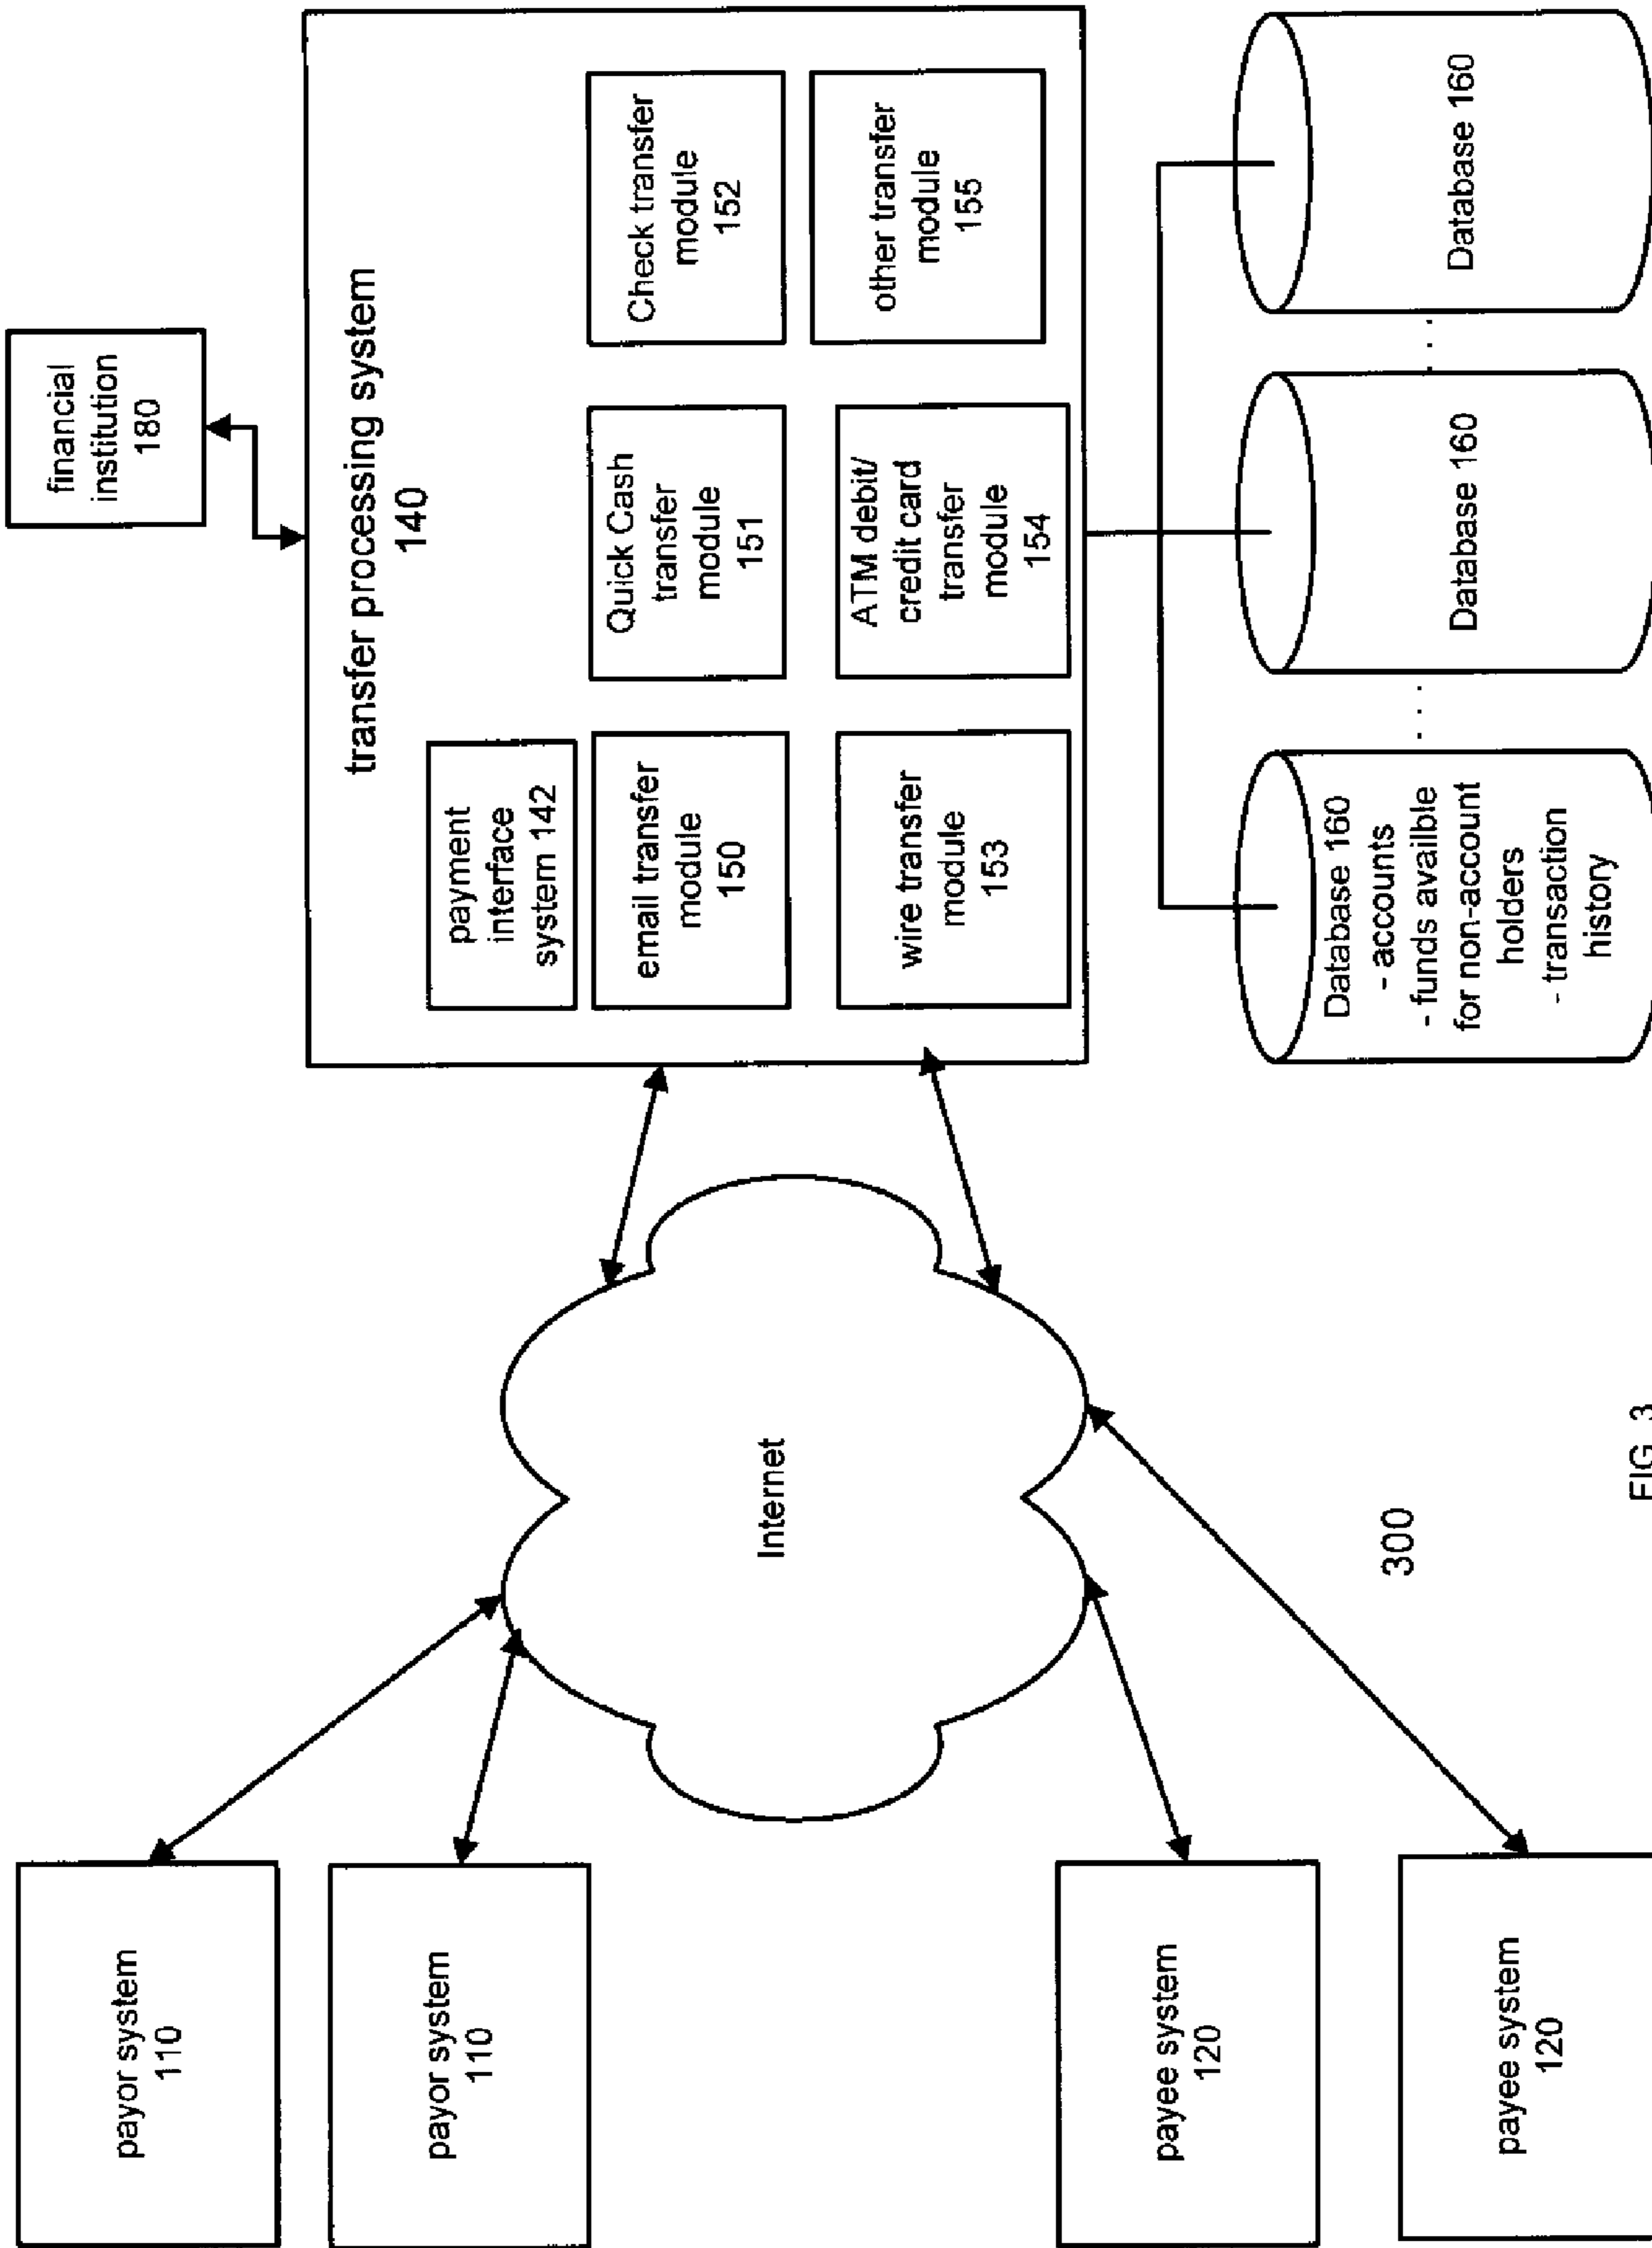 financial
institution
180
transfer processing system
140
payment
interface
system 142
email transfer
module
150
Quick Cash
transfer
module
151
Check transfer
module
152
wire transfer
module
153
ATM debit/
credit card
transfer
module
154
other transfer
module
155
payor system
110
payor system
110
Internet
payee system
120
payee system
120
300
Database 160
- accounts
- funds availble
for non-account
holders
- transaction
history
. . .
Database 160
. . .
Database 160
FIG. 3